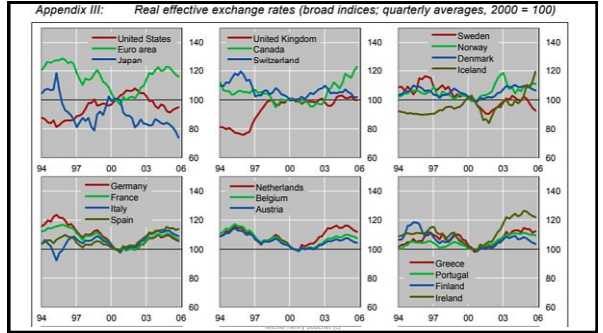 Appendix III: Real effective exchange rates (broad indices; quarterly averages, 2000 = 100)
United States
Euro area
Japan
140
120
100
80
60
94 97 00 03 06
United Kingdom
Canada
Switzerland
140
120
100
80
60
94 97 00 03 06
Sweden
Norway
Denmark
Iceland
140
120
100
80
60
94 97 00 03 06
Germany
France
Italy
Spain
140
120
100
80
60
94 97 00 03 06
Netherlands
Belgium
Austria
140
120
100
80
60
94 97 00 03 06
Greece
Portugal
Finland
Ireland
140
120
100
80
60
94 97 00 03 06